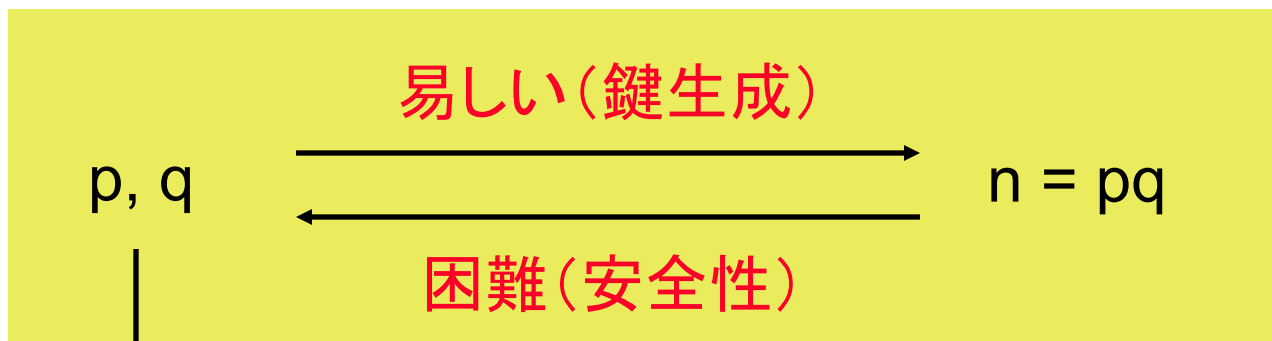 易しい（鍵生成）
p, q
n = pq
困難（安全性）